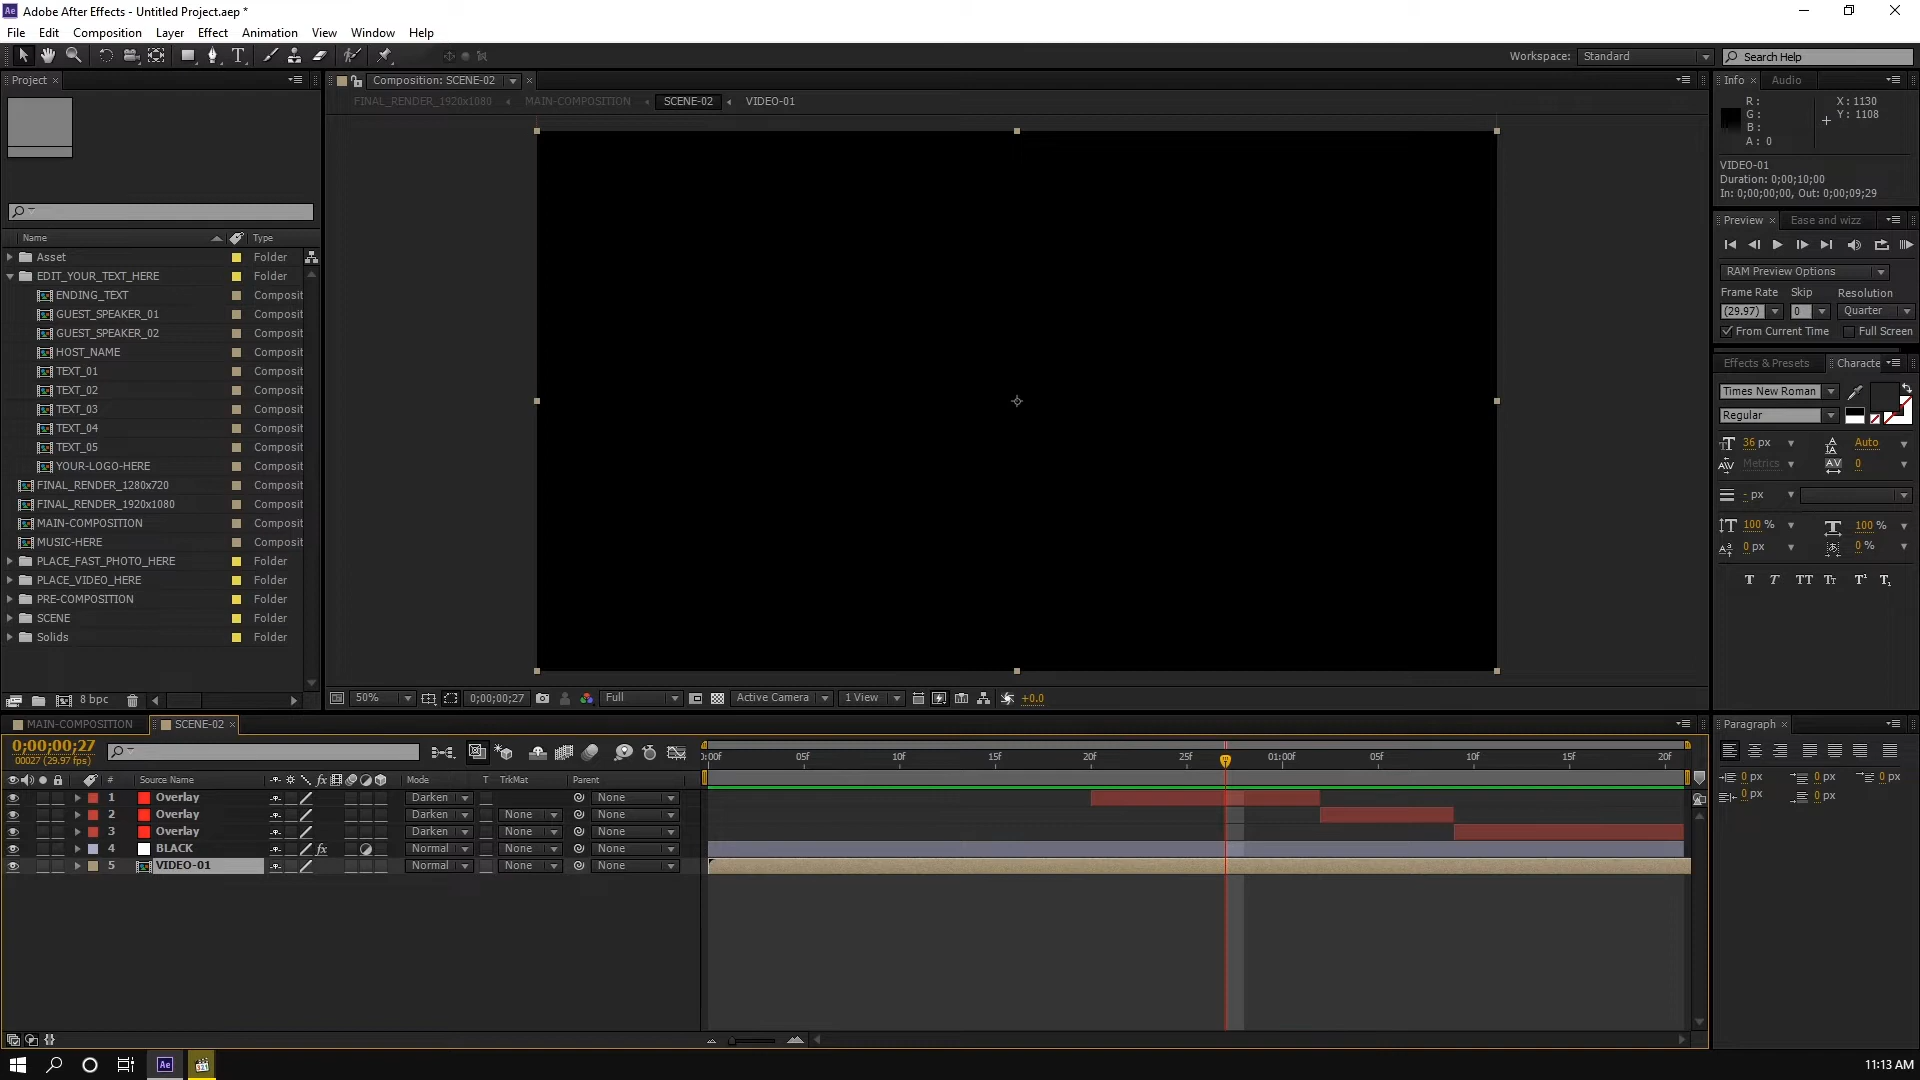 Adobe After Effects - Untitled Project.aep *
File Edit Composition Layer Effect Animation View Window Help
Workspace: Standard Search Help
Project
Composition: SCENE-02
Info Audio
FINAL_RENDER_1920x1080 MAIN-COMPOSITION SCENE-02 VIDEO-01
R : X : 1130
G : Y : 1108
B :
A : 0
VIDEO-01
Duration: 0;00;10;00
In: 0;00;00;00, Out: 0;00;09;29
Preview Ease and wizz
RAM Preview Options
Frame Rate Skip Resolution
(29.97) 0 Quarter
From Current Time Full Screen
Effects & Presets Characte
Times New Roman
Regular
36 px Auto
Metrics 0
- px
100 % 100 %
0 px 0 %
T T TT Tt T¹ T₁
Name Type
Asset Folder
EDIT_YOUR_TEXT_HERE Folder
ENDING_TEXT Composit
GUEST_SPEAKER_01 Composit
GUEST_SPEAKER_02 Composit
HOST_NAME Composit
TEXT_01 Composit
TEXT_02 Composit
TEXT_03 Composit
TEXT_04 Composit
TEXT_05 Composit
YOUR-LOGO-HERE Composit
FINAL_RENDER_1280x720 Composit
FINAL_RENDER_1920x1080 Composit
MAIN-COMPOSITION Composit
MUSIC-HERE Composit
PLACE_FAST_PHOTO_HERE Folder
PLACE_VIDEO_HERE Folder
PRE-COMPOSITION Folder
SCENE Folder
Solids Folder
8 bpc
50% 0;00;00;27 Full Active Camera 1 View +0.0
MAIN-COMPOSITION SCENE-02
0;00;00;27
00027 (29.97 fps)
0:00f 05f 10f 15f 20f 25f 01:00f 05f 10f 15f 20f
# Source Name fx Mode T TrkMat Parent
1 Overlay Darken None
2 Overlay Darken None None
3 Overlay Darken None None
4 BLACK fx Normal None None
5 VIDEO-01 Normal None None
Paragraph
0 px 0 px 0 px
0 px 0 px
Ae
11:13 AM